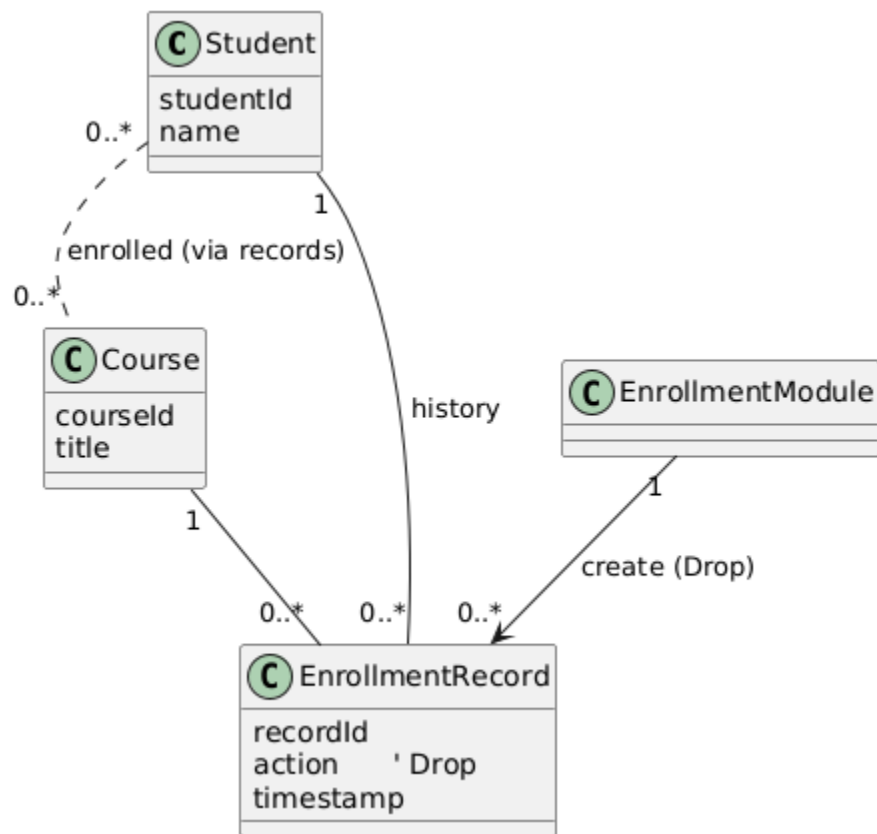 C Student
studentId
name
0..*
1
enrolled (via records)
0..*
C Course
courseId
title
history
C EnrollmentModule
1
1
create (Drop)
0..*
0..*
0..*
C EnrollmentRecord
recordId
action ' Drop
timestamp